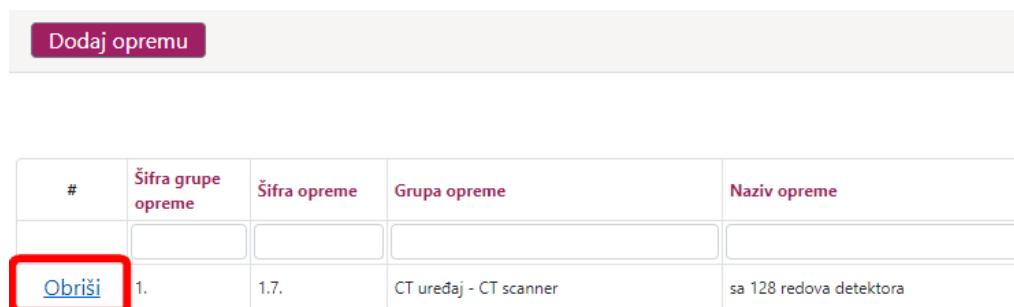 Dodaj opremu
# Šifra grupe opreme Šifra opreme Grupa opreme Naziv opreme
Obriši 1. 1.7. CT uređaj - CT scanner sa 128 redova detektora